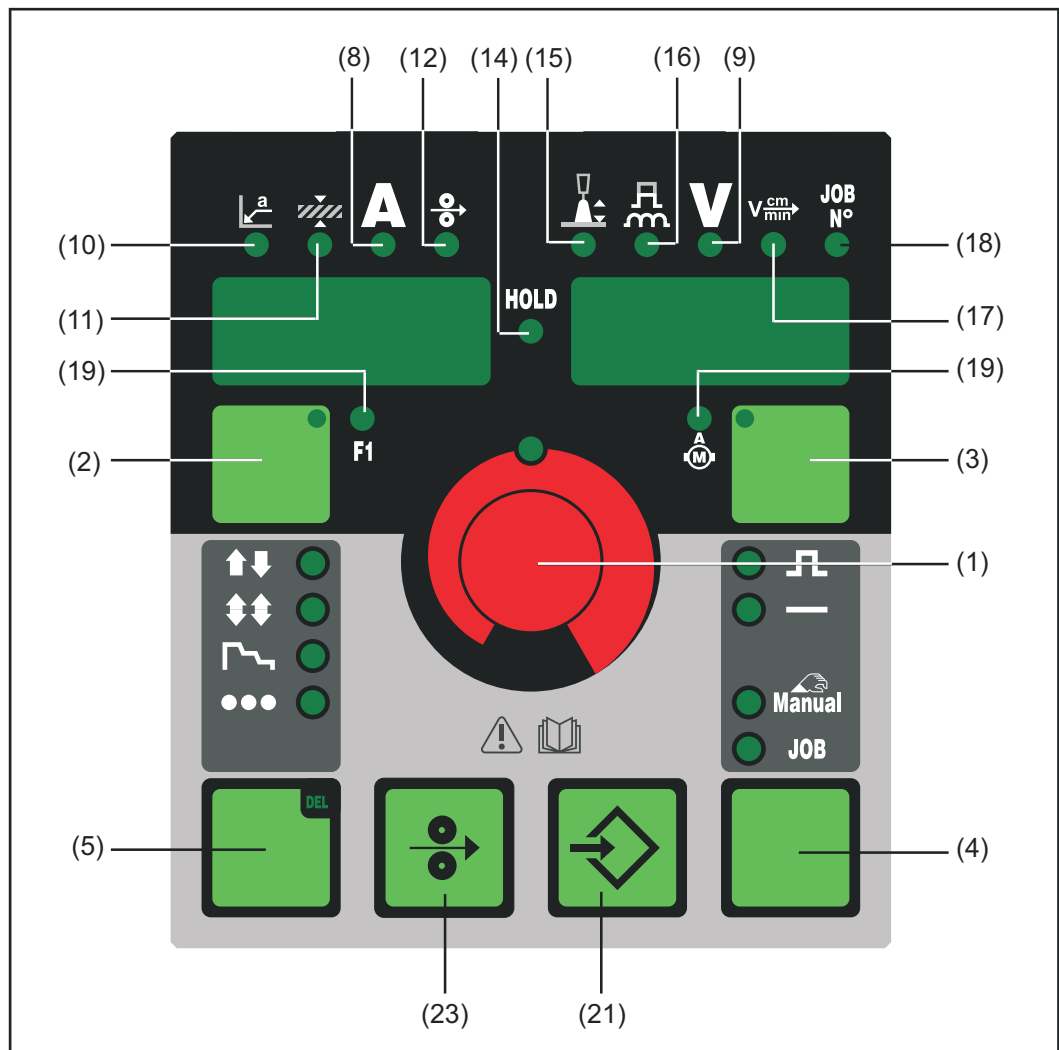 (8) (12) (14) (15) (16) (9)
a A V V cm/min JOB N°
(10) (18)
HOLD
(11) (17)
(19) (19)
F1 A M
(2) (3)
(1)
Manual
JOB
DEL
(5) (4)
(23) (21)